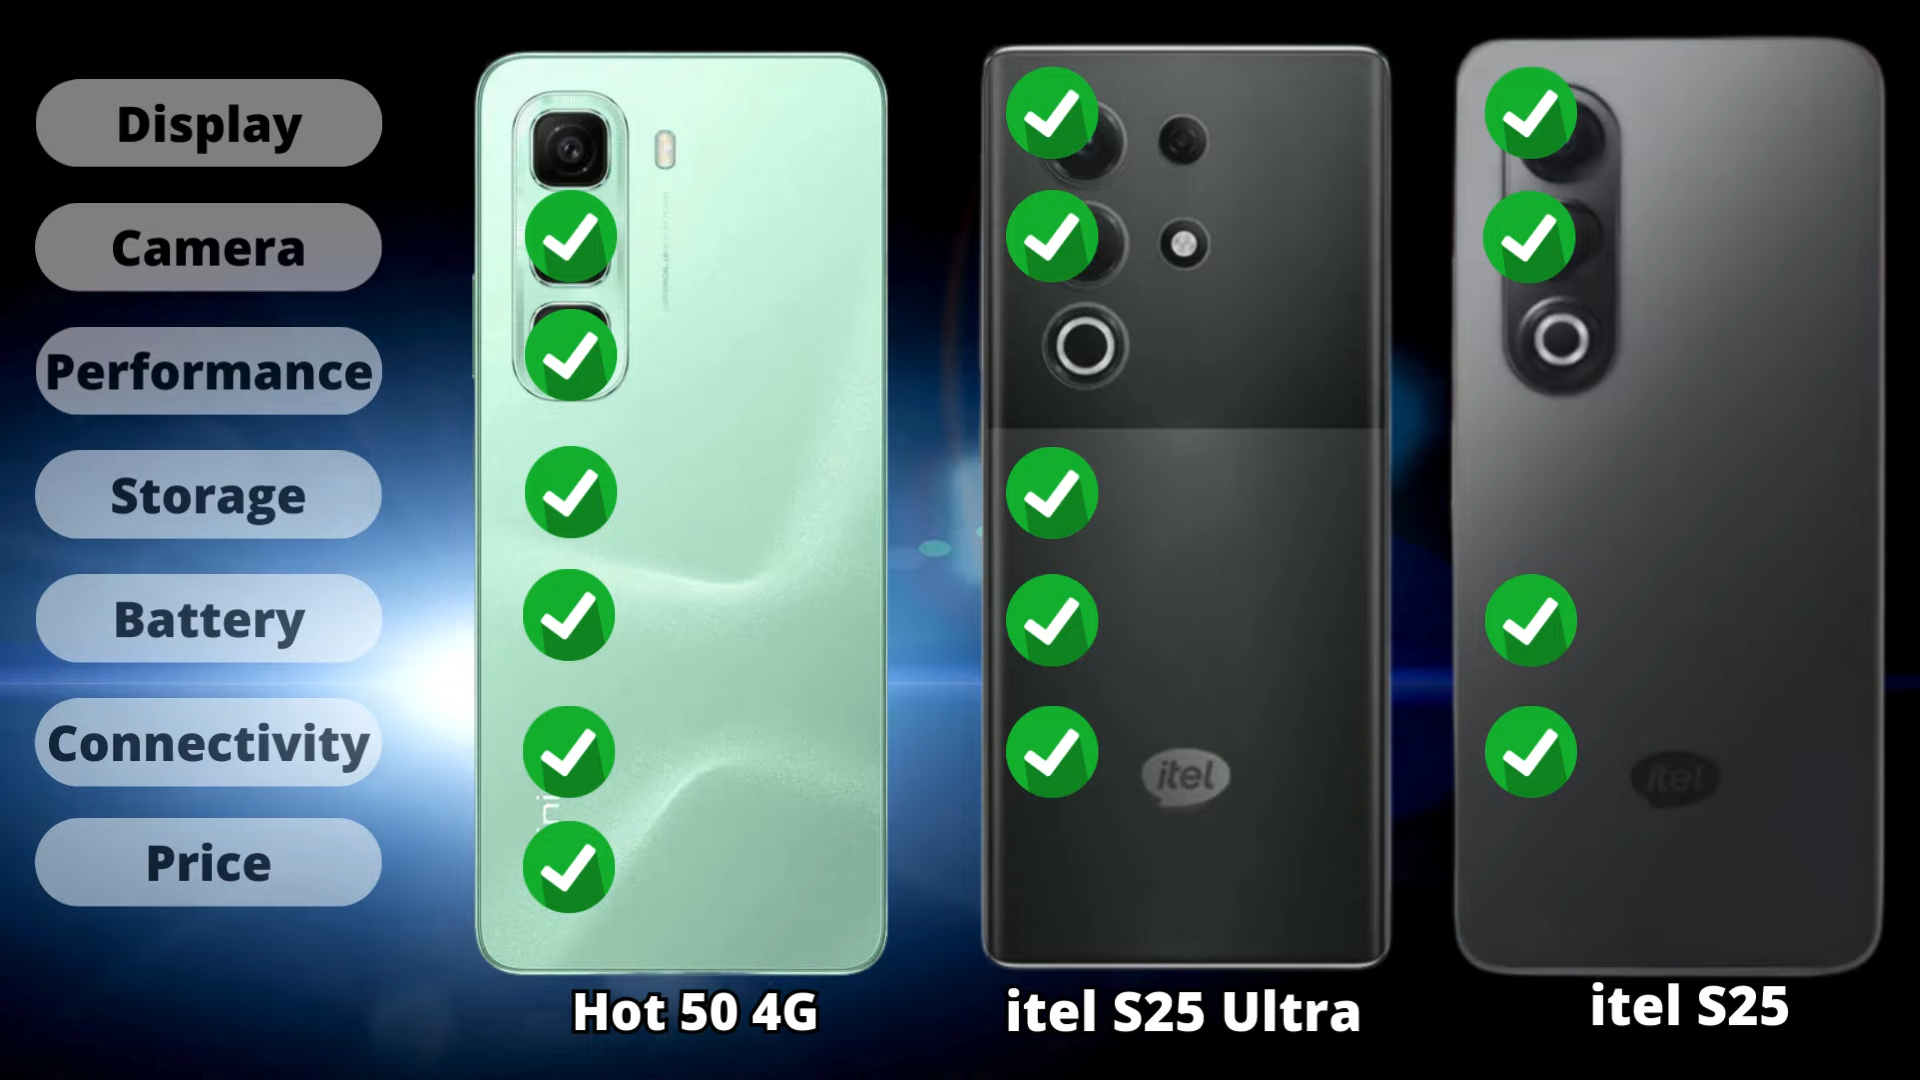 Display
Camera
Performance
Storage
Battery
Connectivity
Price
itel
itel
Hot 50 4G
itel S25 Ultra
itel S25